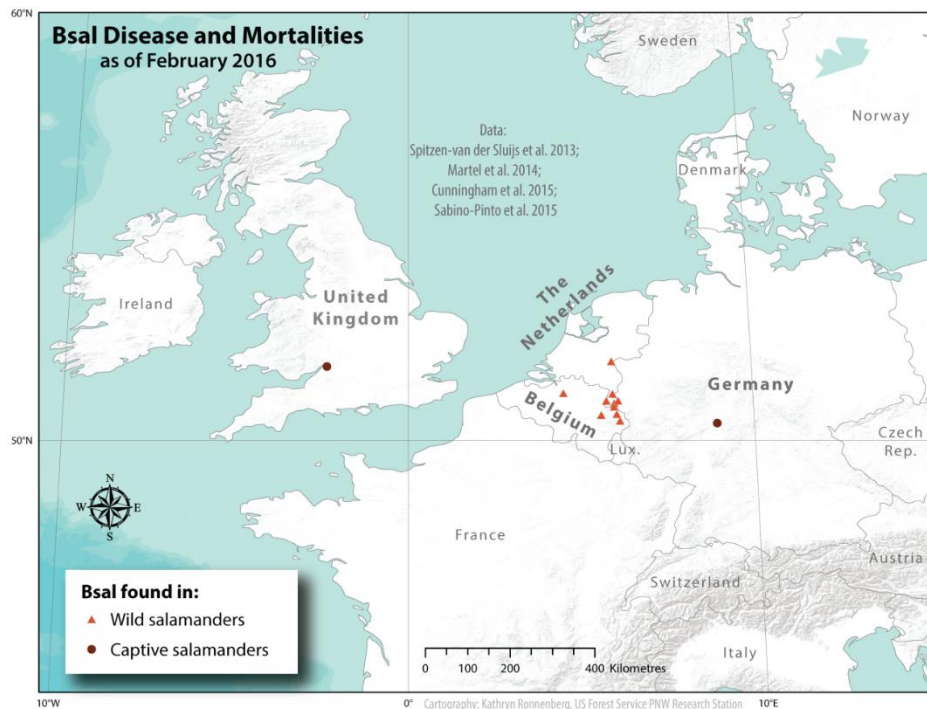 60°N
Bsal Disease and Mortalities
as of February 2016
Sweden
Norway
Data:
Spitzen-van der Sluijs et al. 2013;
Martel et al. 2014;
Cunningham et al. 2015;
Sabino-Pinto et al. 2015
Denmark
Ireland
United
Kingdom
The
Netherlands
Germany
Belgium
Lux.
Czech
Rep.
50°N
N
W
E
S
France
Austria
Switzerland
Italy
Bsal found in:
Wild salamanders
Captive salamanders
0
100
200
300
400
Kilometres
10°W
0°
Cartography: Kathryn Ronnenberg, US Forest Service PNW Research Station
10°E